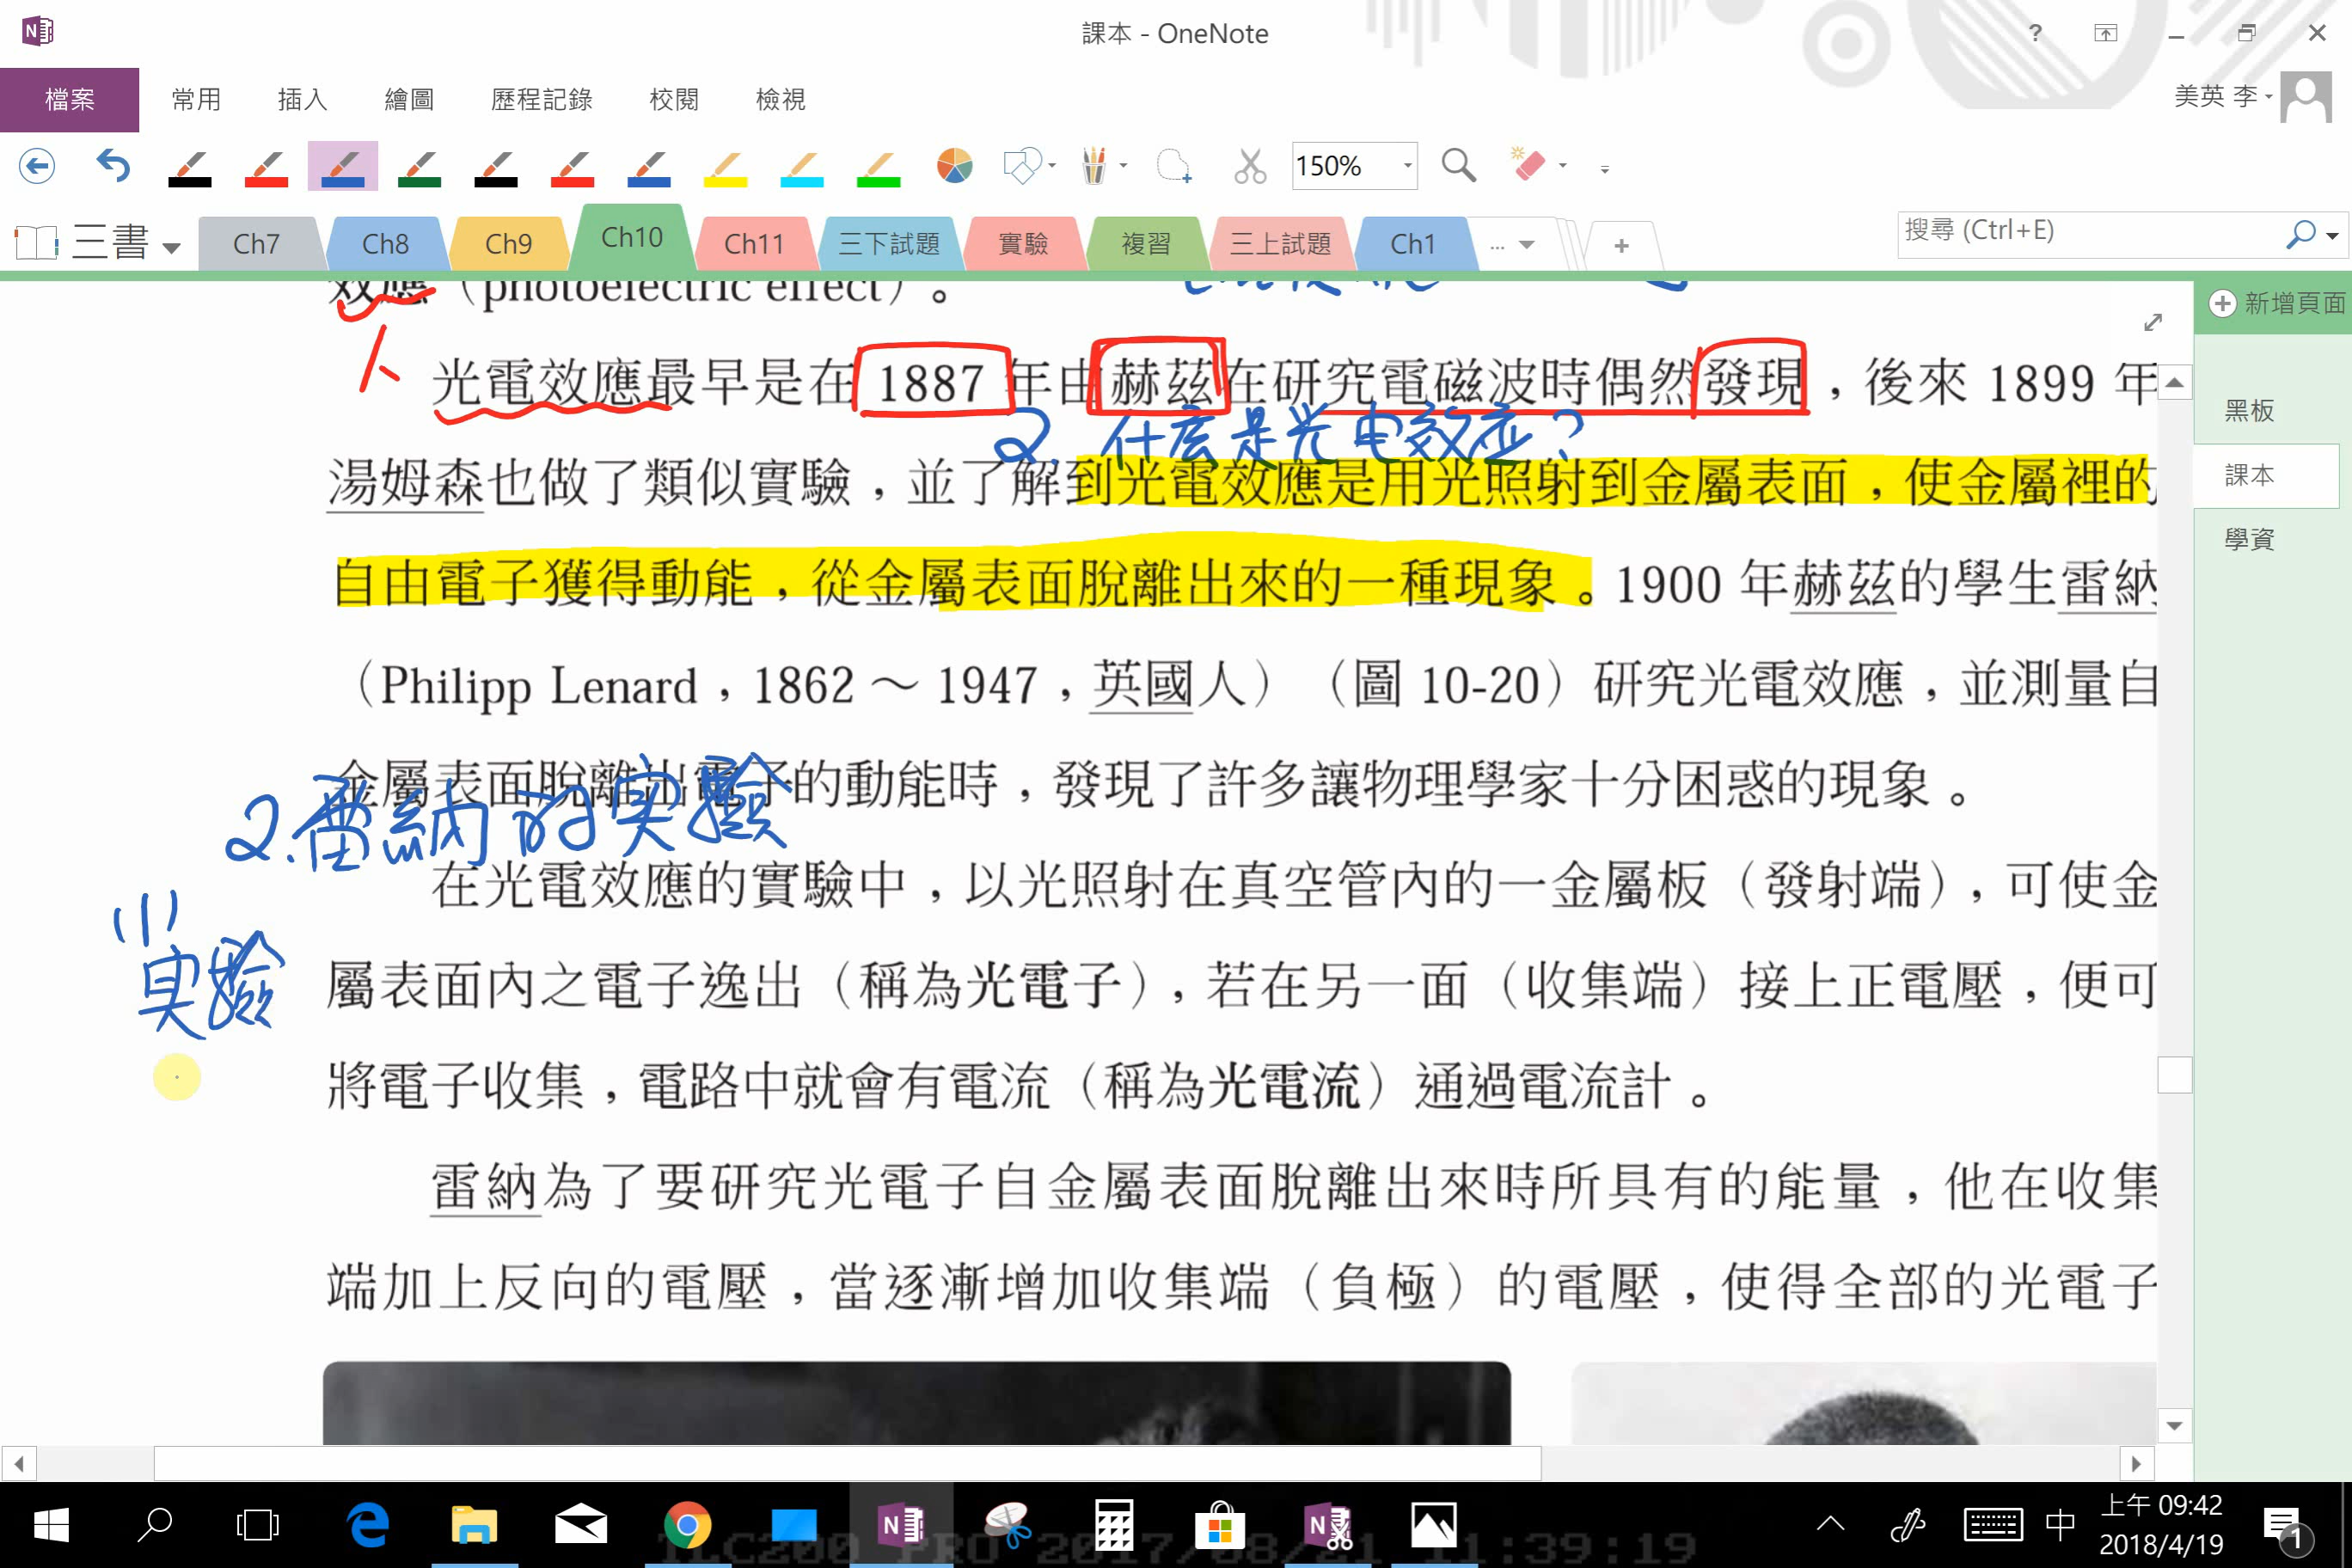 課本 - OneNote
?
檔案 常用 插入 繪圖 歷程記錄 校閱 檢視
美英 李
150%
三書 Ch7 Ch8 Ch9 Ch10 Ch11 三下試題 實驗 複習 三上試題 Ch1 ... +
搜尋 (Ctrl+E)
新增頁面
黑板
課本
學資
效應（photoelectric effect）。
光電效應最早是在 1887 年由赫茲在研究電磁波時偶然發現，後來 1899 年
2. 什么是光电效应？
湯姆森也做了類似實驗，並了解到光電效應是用光照射到金屬表面，使金屬裡的
自由電子獲得動能，從金屬表面脫離出來的一種現象。1900 年赫茲的學生雷納
（Philipp Lenard，1862～1947，英國人）（圖 10-20）研究光電效應，並測量自
金屬表面脫離出電子的動能時，發現了許多讓物理學家十分困惑的現象。
2.雷納的实驗
在光電效應的實驗中，以光照射在真空管內的一金屬板（發射端），可使金
(1)
实驗
屬表面內之電子逸出（稱為光電子），若在另一面（收集端）接上正電壓，便可
將電子收集，電路中就會有電流（稱為光電流）通過電流計。
雷納為了要研究光電子自金屬表面脫離出來時所具有的能量，他在收集
端加上反向的電壓，當逐漸增加收集端（負極）的電壓，使得全部的光電子
中
上午 09:42
2018/4/19
1
TLC200 PRO 2017/08/21 11:39:19